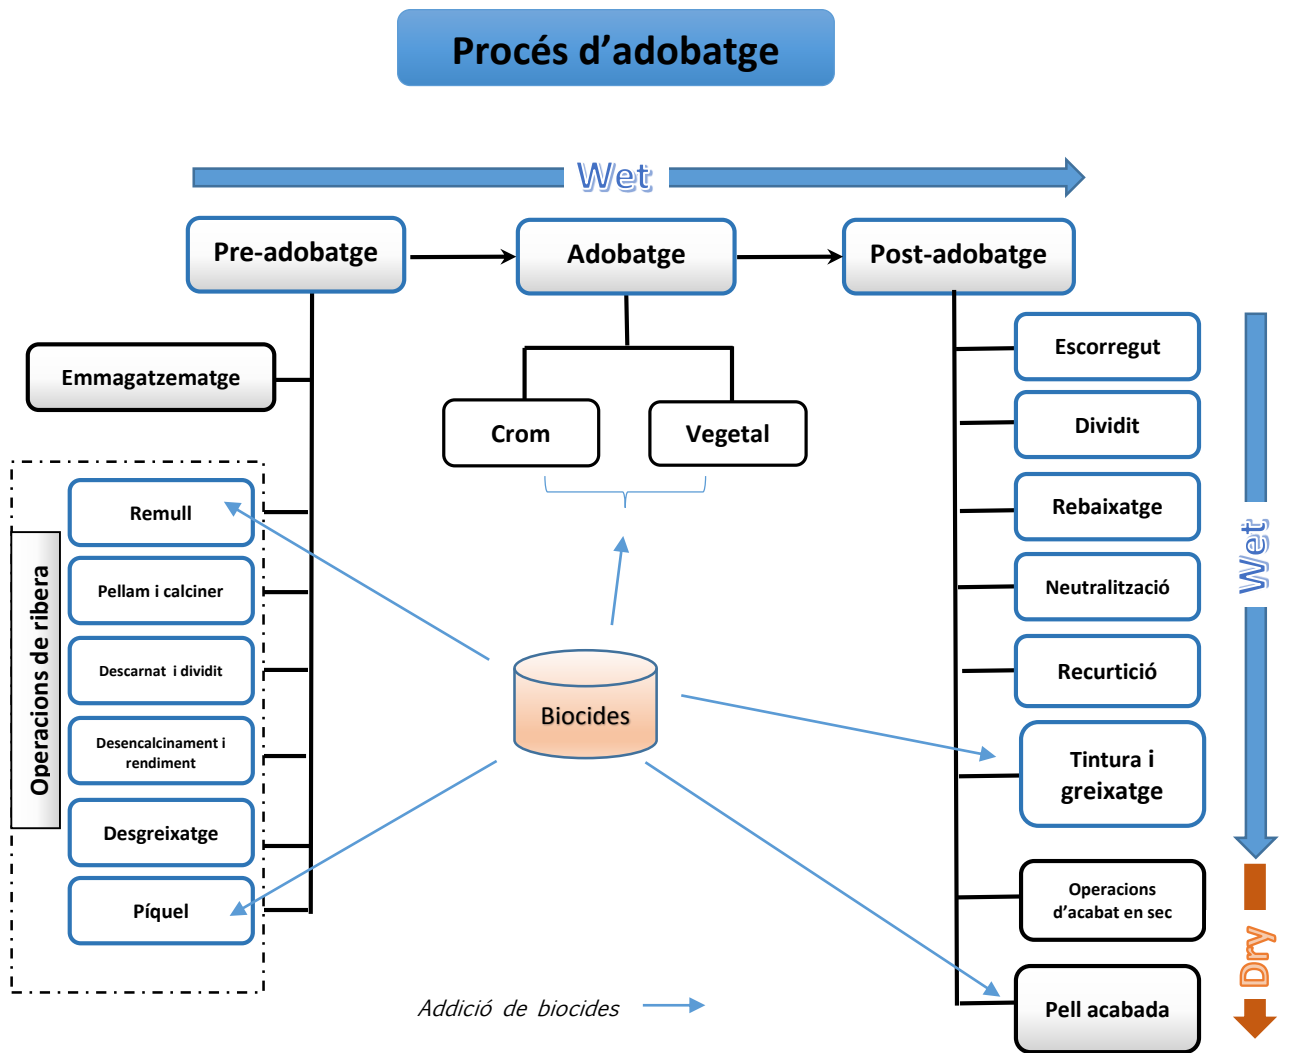 Procés d’adobatge
Wet
Pre-adobatge
Adobatge
Post-adobatge
Emmagatzematge
Operacions de ribera
Remull
Pellam i calciner
Descarnat i dividit
Desencalcinament i
rendiment
Desgreixatge
Píquel
Crom
Vegetal
Biocides
Addició de biocides
Escorregut
Dividit
Rebaixatge
Neutralització
Recurtició
Tintura i
greixatge
Operacions
d’acabat en sec
Pell acabada
Wet
Dry